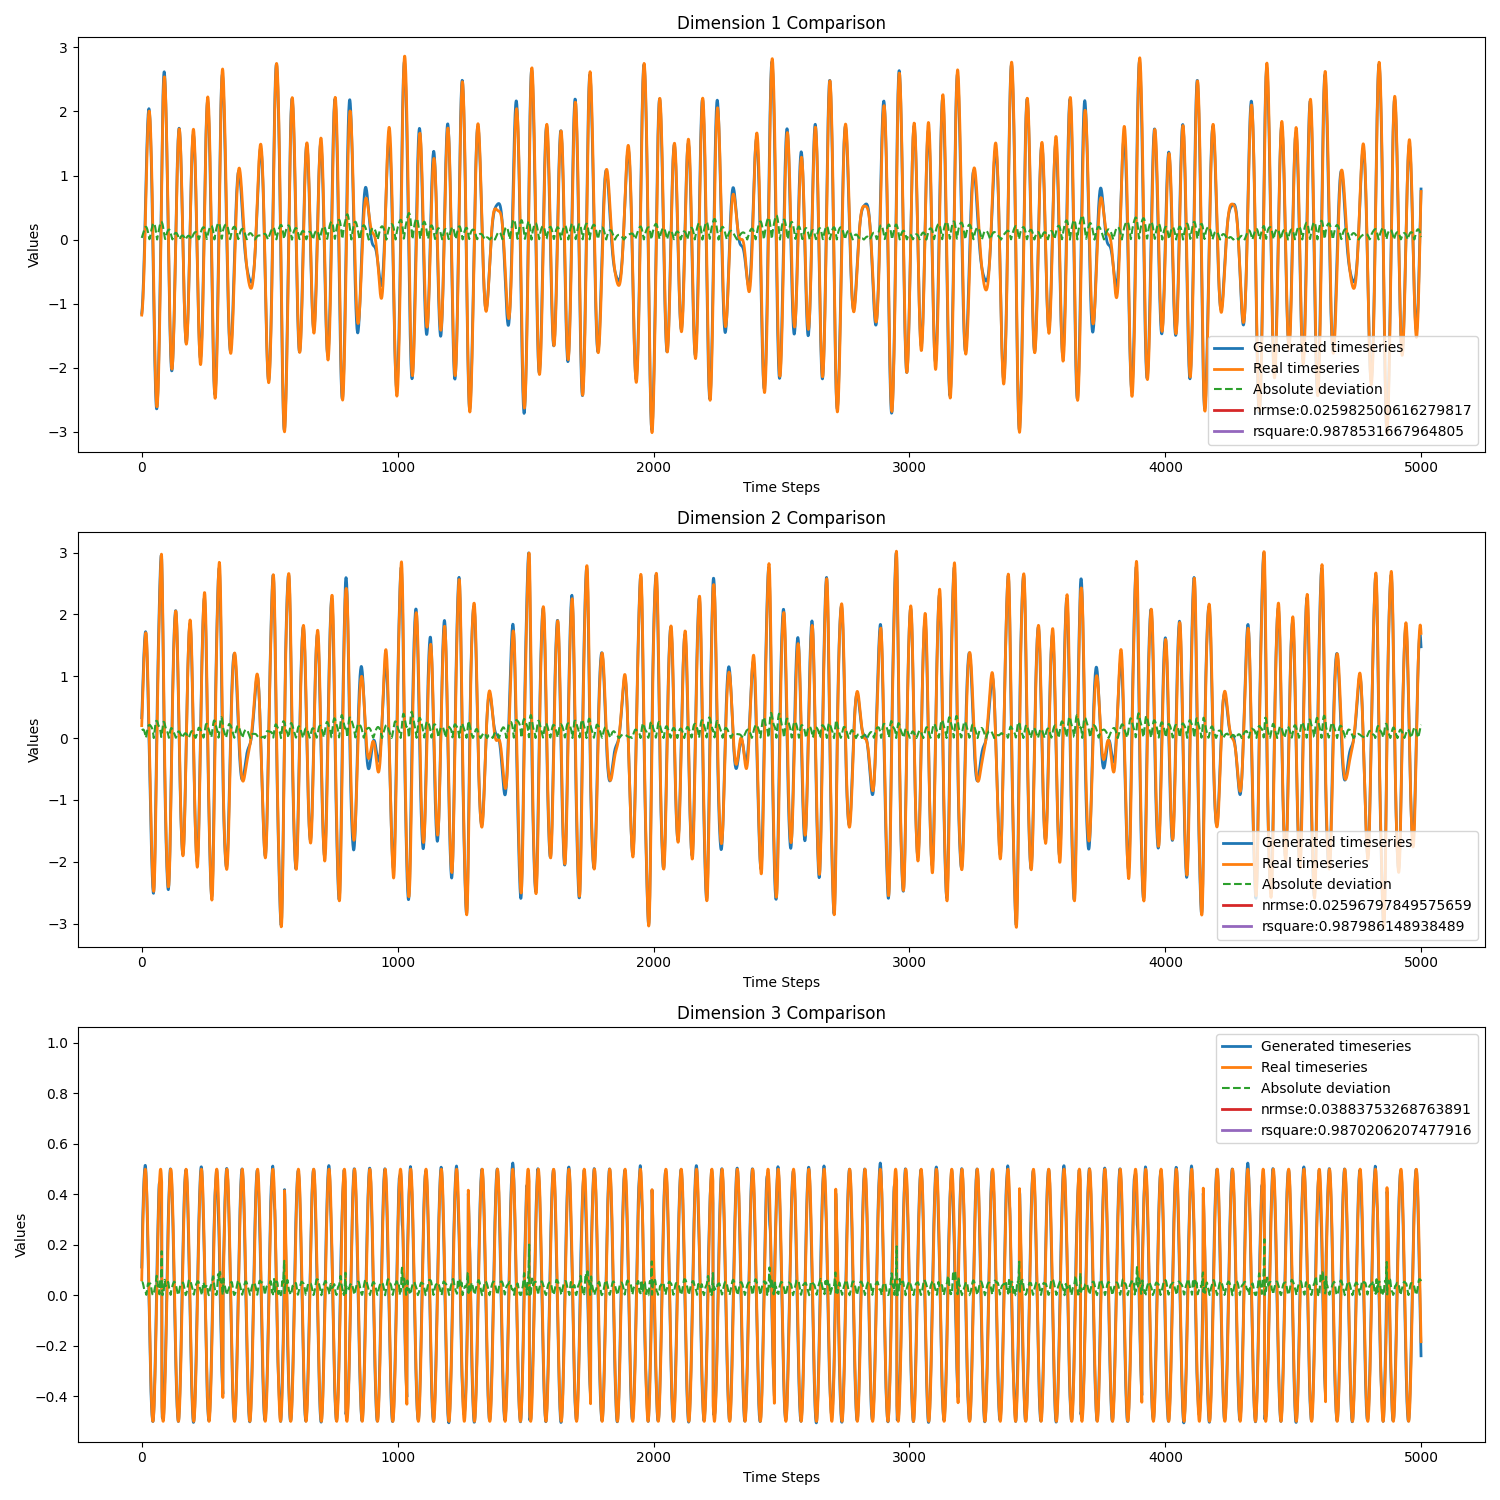 Dimension 1 Comparison
3
2
1
0
−1
−2
−3
Values
Generated timeseries
Real timeseries
Absolute deviation
nrmse:0.025982500616279817
rsquare:0.9878531667964805
0 1000 2000 3000 4000 5000
Time Steps
Dimension 2 Comparison
3
2
1
0
−1
−2
−3
Values
Generated timeseries
Real timeseries
Absolute deviation
nrmse:0.02596797849575659
rsquare:0.987986148938489
0 1000 2000 3000 4000 5000
Time Steps
Dimension 3 Comparison
1.0
0.8
0.6
0.4
0.2
0.0
−0.2
−0.4
Values
Generated timeseries
Real timeseries
Absolute deviation
nrmse:0.03883753268763891
rsquare:0.9870206207477916
0 1000 2000 3000 4000 5000
Time Steps